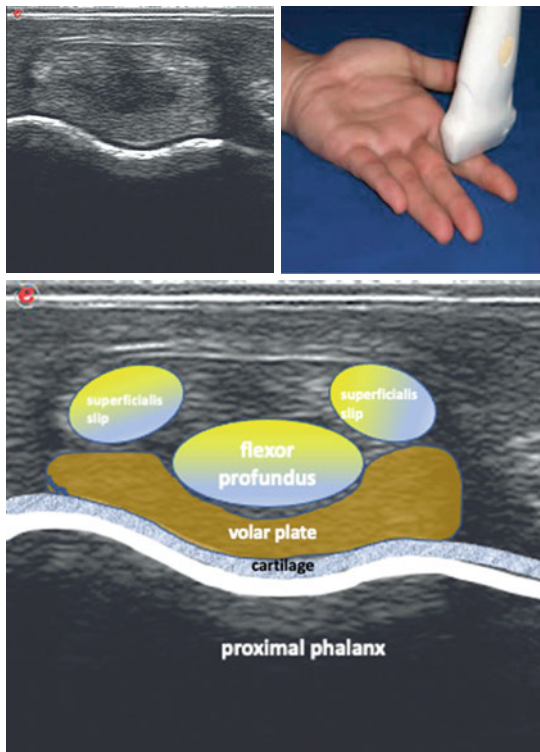 e
e
superficialis
slip
superficialis
slip
flexor
profundus
volar plate
cartilage
proximal phalanx